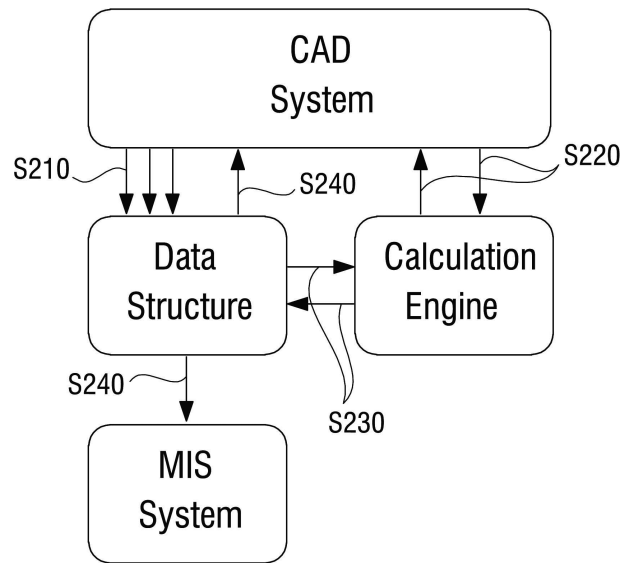 CAD
System
S210
S240
S220
Data
Structure
Calculation
Engine
S240
S230
MIS
System